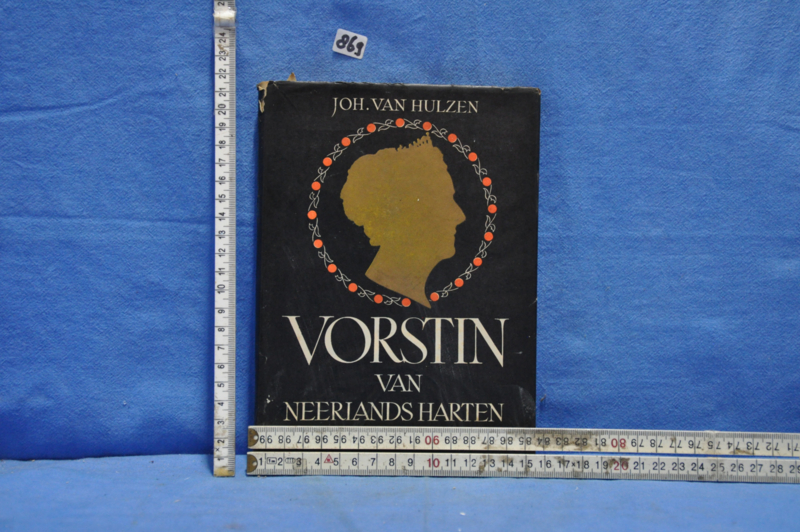 869
JOH. VAN HULZEN
VORSTIN
VAN
NEERLANDS HARTEN